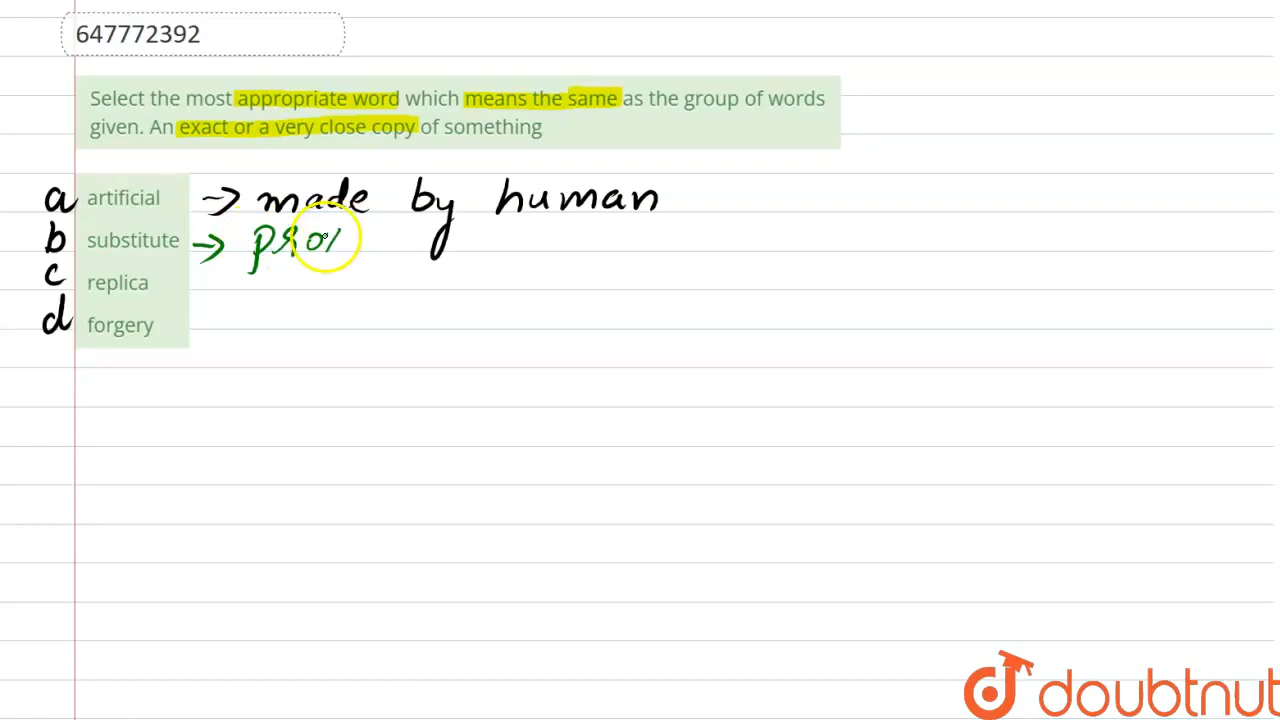 647772392
Select the most appropriate word which means the same as the group of words
given. An exact or a very close copy of something
a artificial → made by human
b substitute →
c replica
d forgery
doubtnut